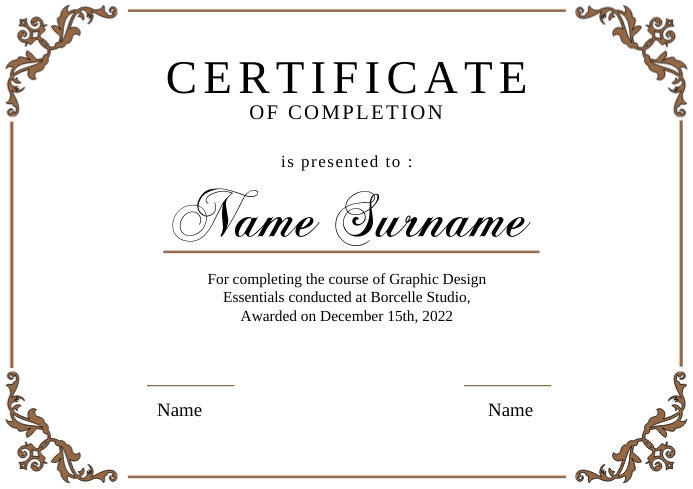 CERTIFICATE
OF COMPLETION
is presented to :
Name Surname
For completing the course of Graphic Design
Essentials conducted at Borcelle Studio,
Awarded on December 15th, 2022
Name
Name